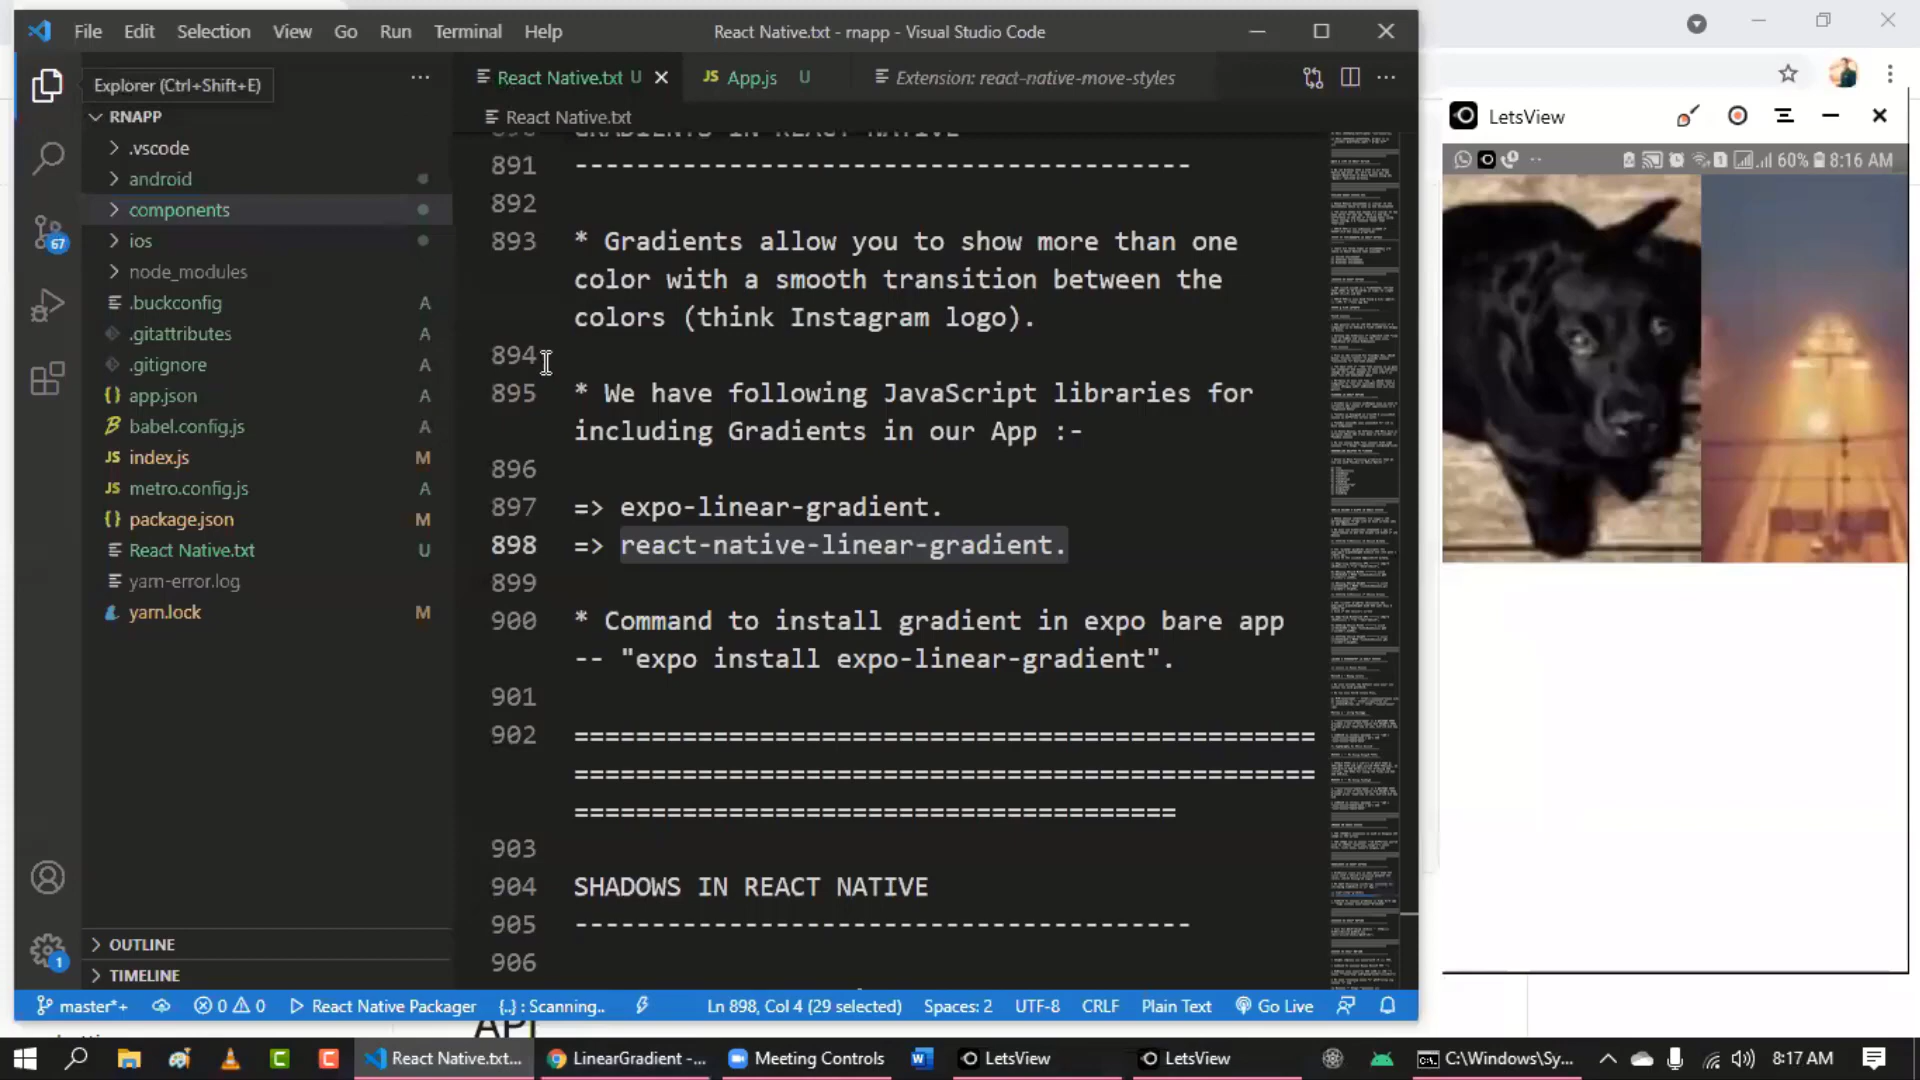 File Edit Selection View Go Run Terminal Help React Native.txt - rnapp - Visual Studio Code
Explorer (Ctrl+Shift+E)
RNAPP
.vscode
android
components
ios
node_modules
.buckconfig A
.gitattributes A
.gitignore A
app.json A
babel.config.js A
index.js M
metro.config.js A
package.json M
React Native.txt U
yarn-error.log
yarn.lock M
OUTLINE
TIMELINE
67
1
React Native.txt U
JS App.js U
Extension: react-native-move-styles
React Native.txt
890 GRADIENTS IN REACT NATIVE
891 ----------------------------------------
892
893 * Gradients allow you to show more than one
color with a smooth transition between the
colors (think Instagram logo).
894
895 * We have following JavaScript libraries for
including Gradients in our App :-
896
897 => expo-linear-gradient.
898 => react-native-linear-gradient.
899
900 * Command to install gradient in expo bare app
-- "expo install expo-linear-gradient".
901
902 ================================================
================================================
=======================================
903
904 SHADOWS IN REACT NATIVE
905 ----------------------------------------
906
master*+ 0 0 React Native Packager {..} : Scanning.. Ln 898, Col 4 (29 selected) Spaces: 2 UTF-8 CRLF Plain Text Go Live
API
LetsView
60% 8:16 AM
React Native.txt... LinearGradient -... Meeting Controls LetsView LetsView C:\Windows\Sy... 8:17 AM